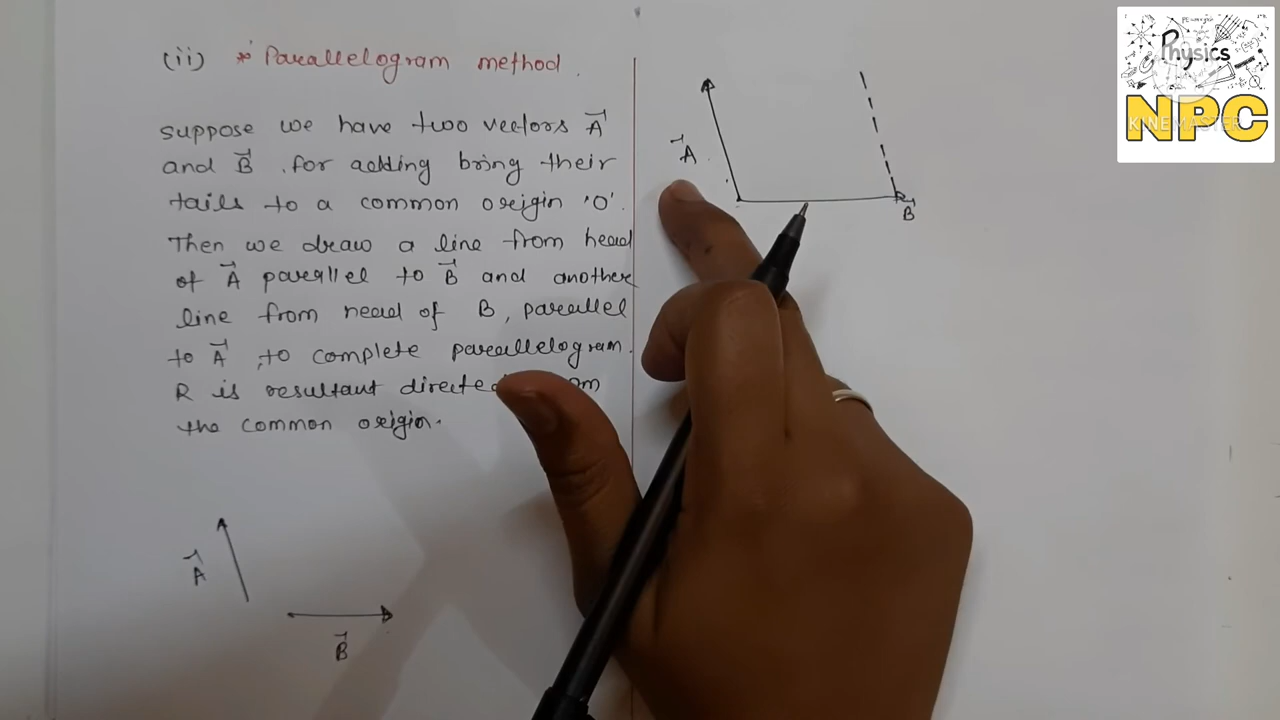 (ii) * Parallelogram method.
suppose we have two vectors A
and B .for adding bring their
tails to a common origin 'O'.
Then we draw a line from head
of A parallel to B and another
line from head of B, parallel
to A, to complete parallelogram.
R is resultant directed
the common origin.
A
B
A
B
Physics
NPC
KINEMASTER